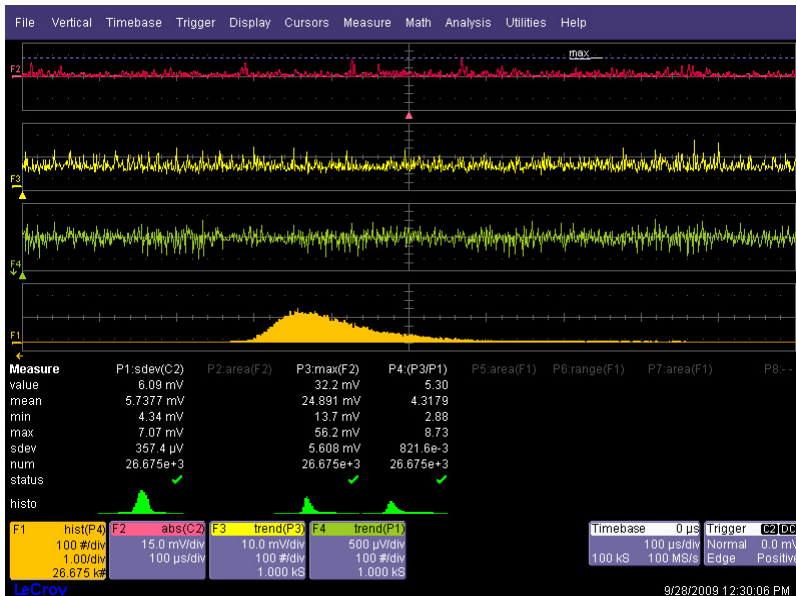 File Vertical Timebase Trigger Display Cursors Measure Math Analysis Utilities Help
max
F2
F3
F4
F1
Measure P1:sdev(C2) P2:area(F2) P3:max(F2) P4:(P3/P1) P5:area(F1) P6:range(F1) P7:area(F1) P8:--
value 6.09 mV 32.2 mV 5.30
mean 5.7377 mV 24.891 mV 4.3179
min 4.34 mV 13.7 mV 2.88
max 7.07 mV 56.2 mV 8.73
sdev 357.4 µV 5.608 mV 821.6e-3
num 26.675e+3 26.675e+3 26.675e+3
status
histo
F1 hist(P4) F2 abs(C2) F3 trend(P3) F4 trend(P1) Timebase 0 µs Trigger C2 DC
100 #/div 15.0 mV/div 10.0 mV/div 500 µV/div 100 µs/div Normal 0.0 mV
1.00/div 100 µs/div 100 #/div 100 #/div 100 kS 100 MS/s Edge Positive
26.675 k# 1.000 kS 1.000 kS
LeCroy 9/28/2009 12:30:06 PM